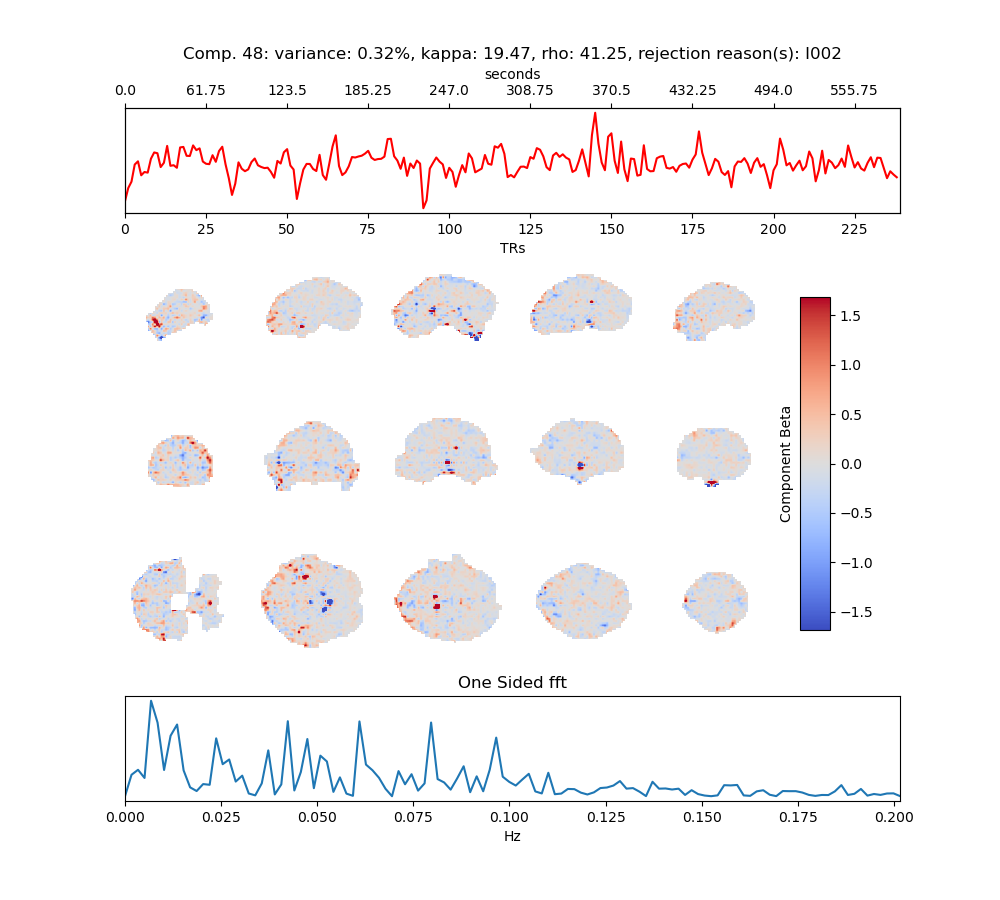 Comp. 48: variance: 0.32%, kappa: 19.47, rho: 41.25, rejection reason(s): I002
seconds
0.0 61.75 123.5 185.25 247.0 308.75 370.5 432.25 494.0 555.75
0 25 50 75 100 125 150 175 200 225
TRs
Component Beta
1.5
1.0
0.5
0.0
−0.5
−1.0
−1.5
One Sided fft
0.000 0.025 0.050 0.075 0.100 0.125 0.150 0.175 0.200
Hz